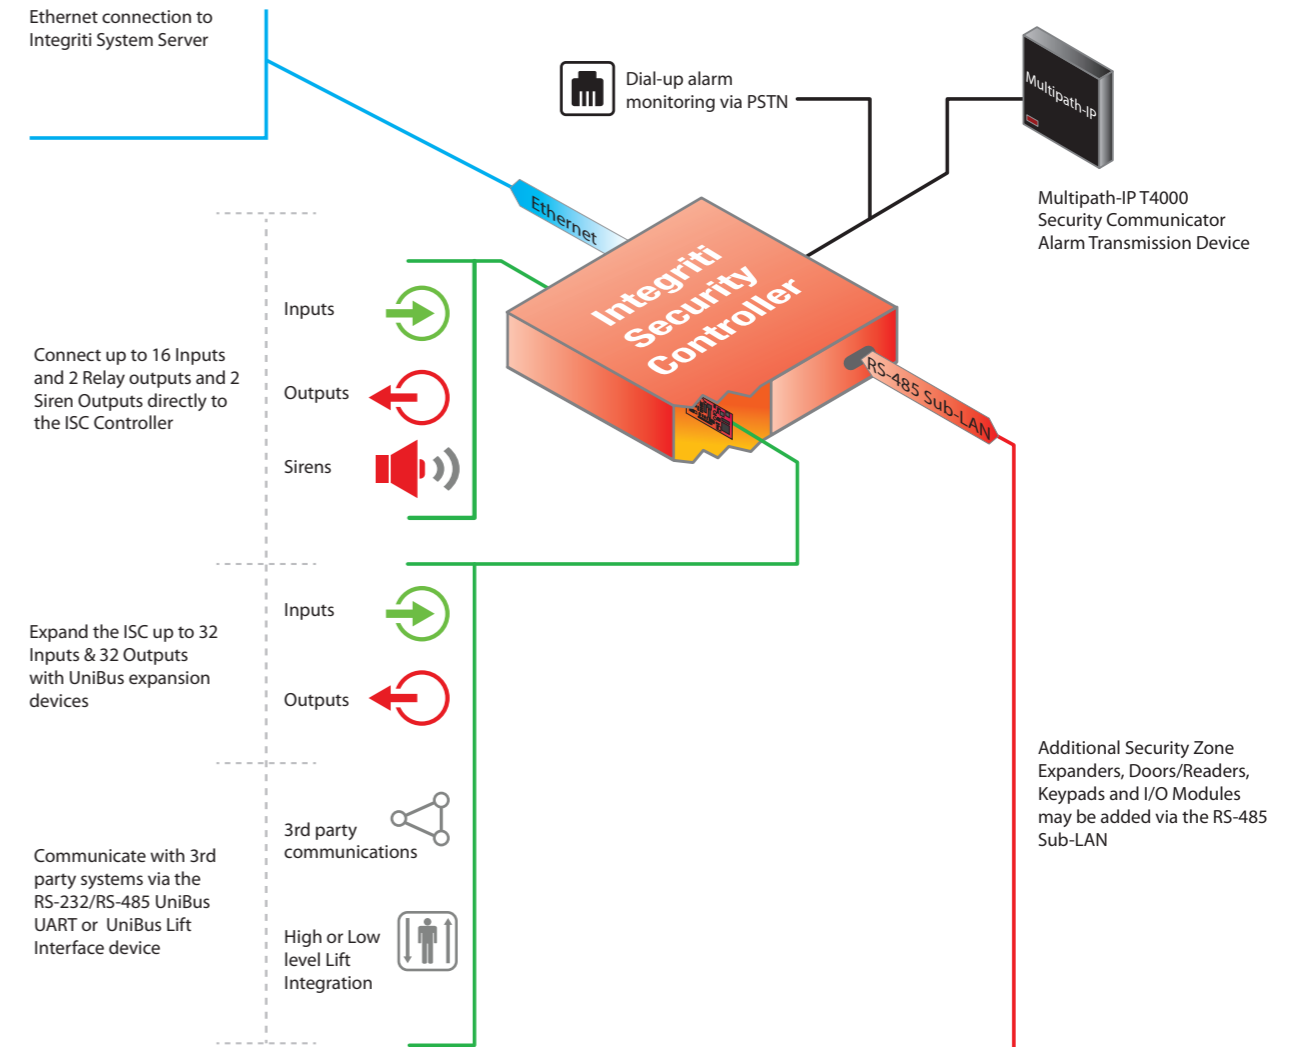 Ethernet connection to
Integriti System Server
Dial-up alarm
monitoring via PSTN
Multipath-IP
Multipath-IP T4000
Security Communicator
Alarm Transmission Device
Ethernet
Integriti
Security
Controller
RS-485 Sub-LAN
Connect up to 16 Inputs
and 2 Relay outputs and 2
Siren Outputs directly to
the ISC Controller
Inputs
Outputs
Sirens
Expand the ISC up to 32
Inputs & 32 Outputs
with UniBus expansion
devices
Inputs
Outputs
Additional Security Zone
Expanders, Doors/Readers,
Keypads and I/O Modules
may be added via the RS-485
Sub-LAN
Communicate with 3rd
party systems via the
RS-232/RS-485 UniBus
UART or  UniBus Lift
Interface device
3rd party
communications
High or Low
level Lift
Integration